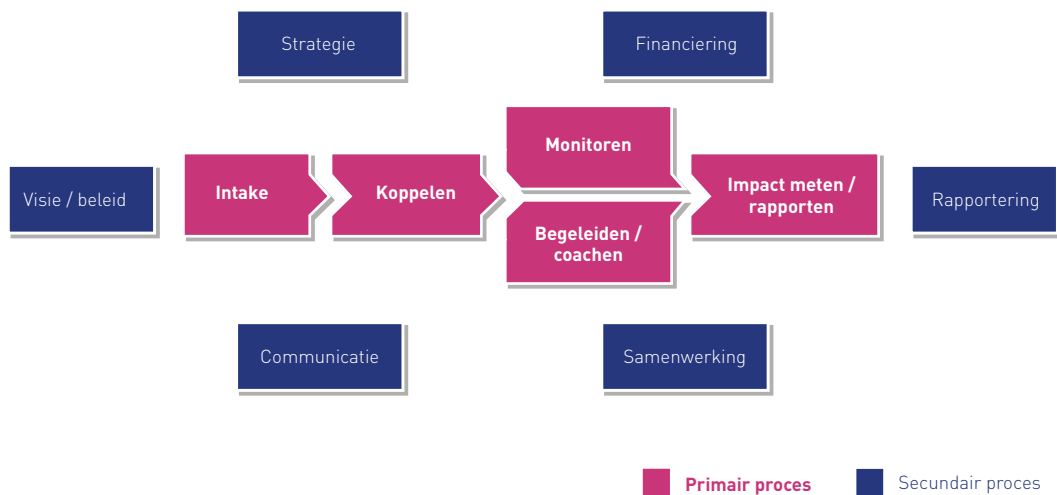 Strategie
Financiering
Visie / beleid
Intake
Koppelen
Monitoren
Begeleiden /
coachen
Impact meten /
rapporten
Rapportering
Communicatie
Samenwerking
Primair proces
Secundair proces